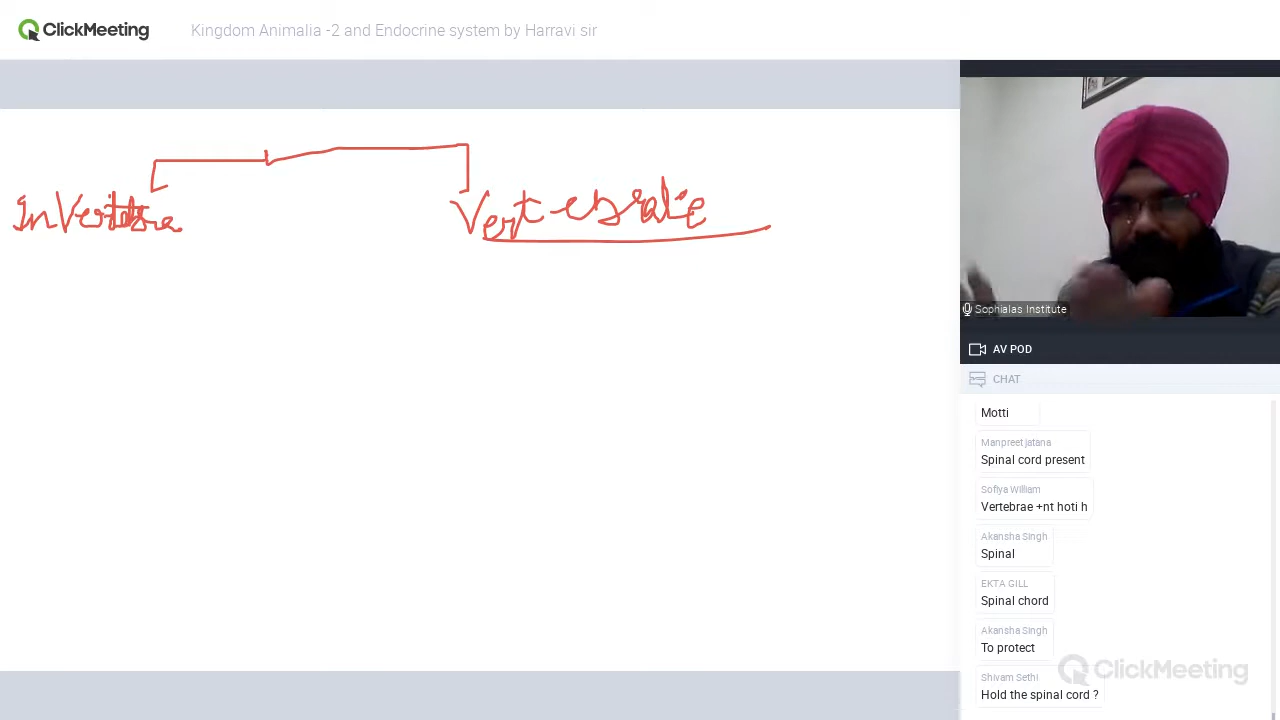 ClickMeeting Kingdom Animalia -2 and Endocrine system by Harravi sir
Vertebrate
Sophialas Institute
AV POD
CHAT
Motti
Manpreet jatana
Spinal cord present
Sofiya William
Vertebrae +nt hoti h
Akansha Singh
Spinal
EKTA GILL
Spinal chord
Akansha Singh
To protect
Shivam Sethi
Hold the spinal cord ?
ClickMeeting